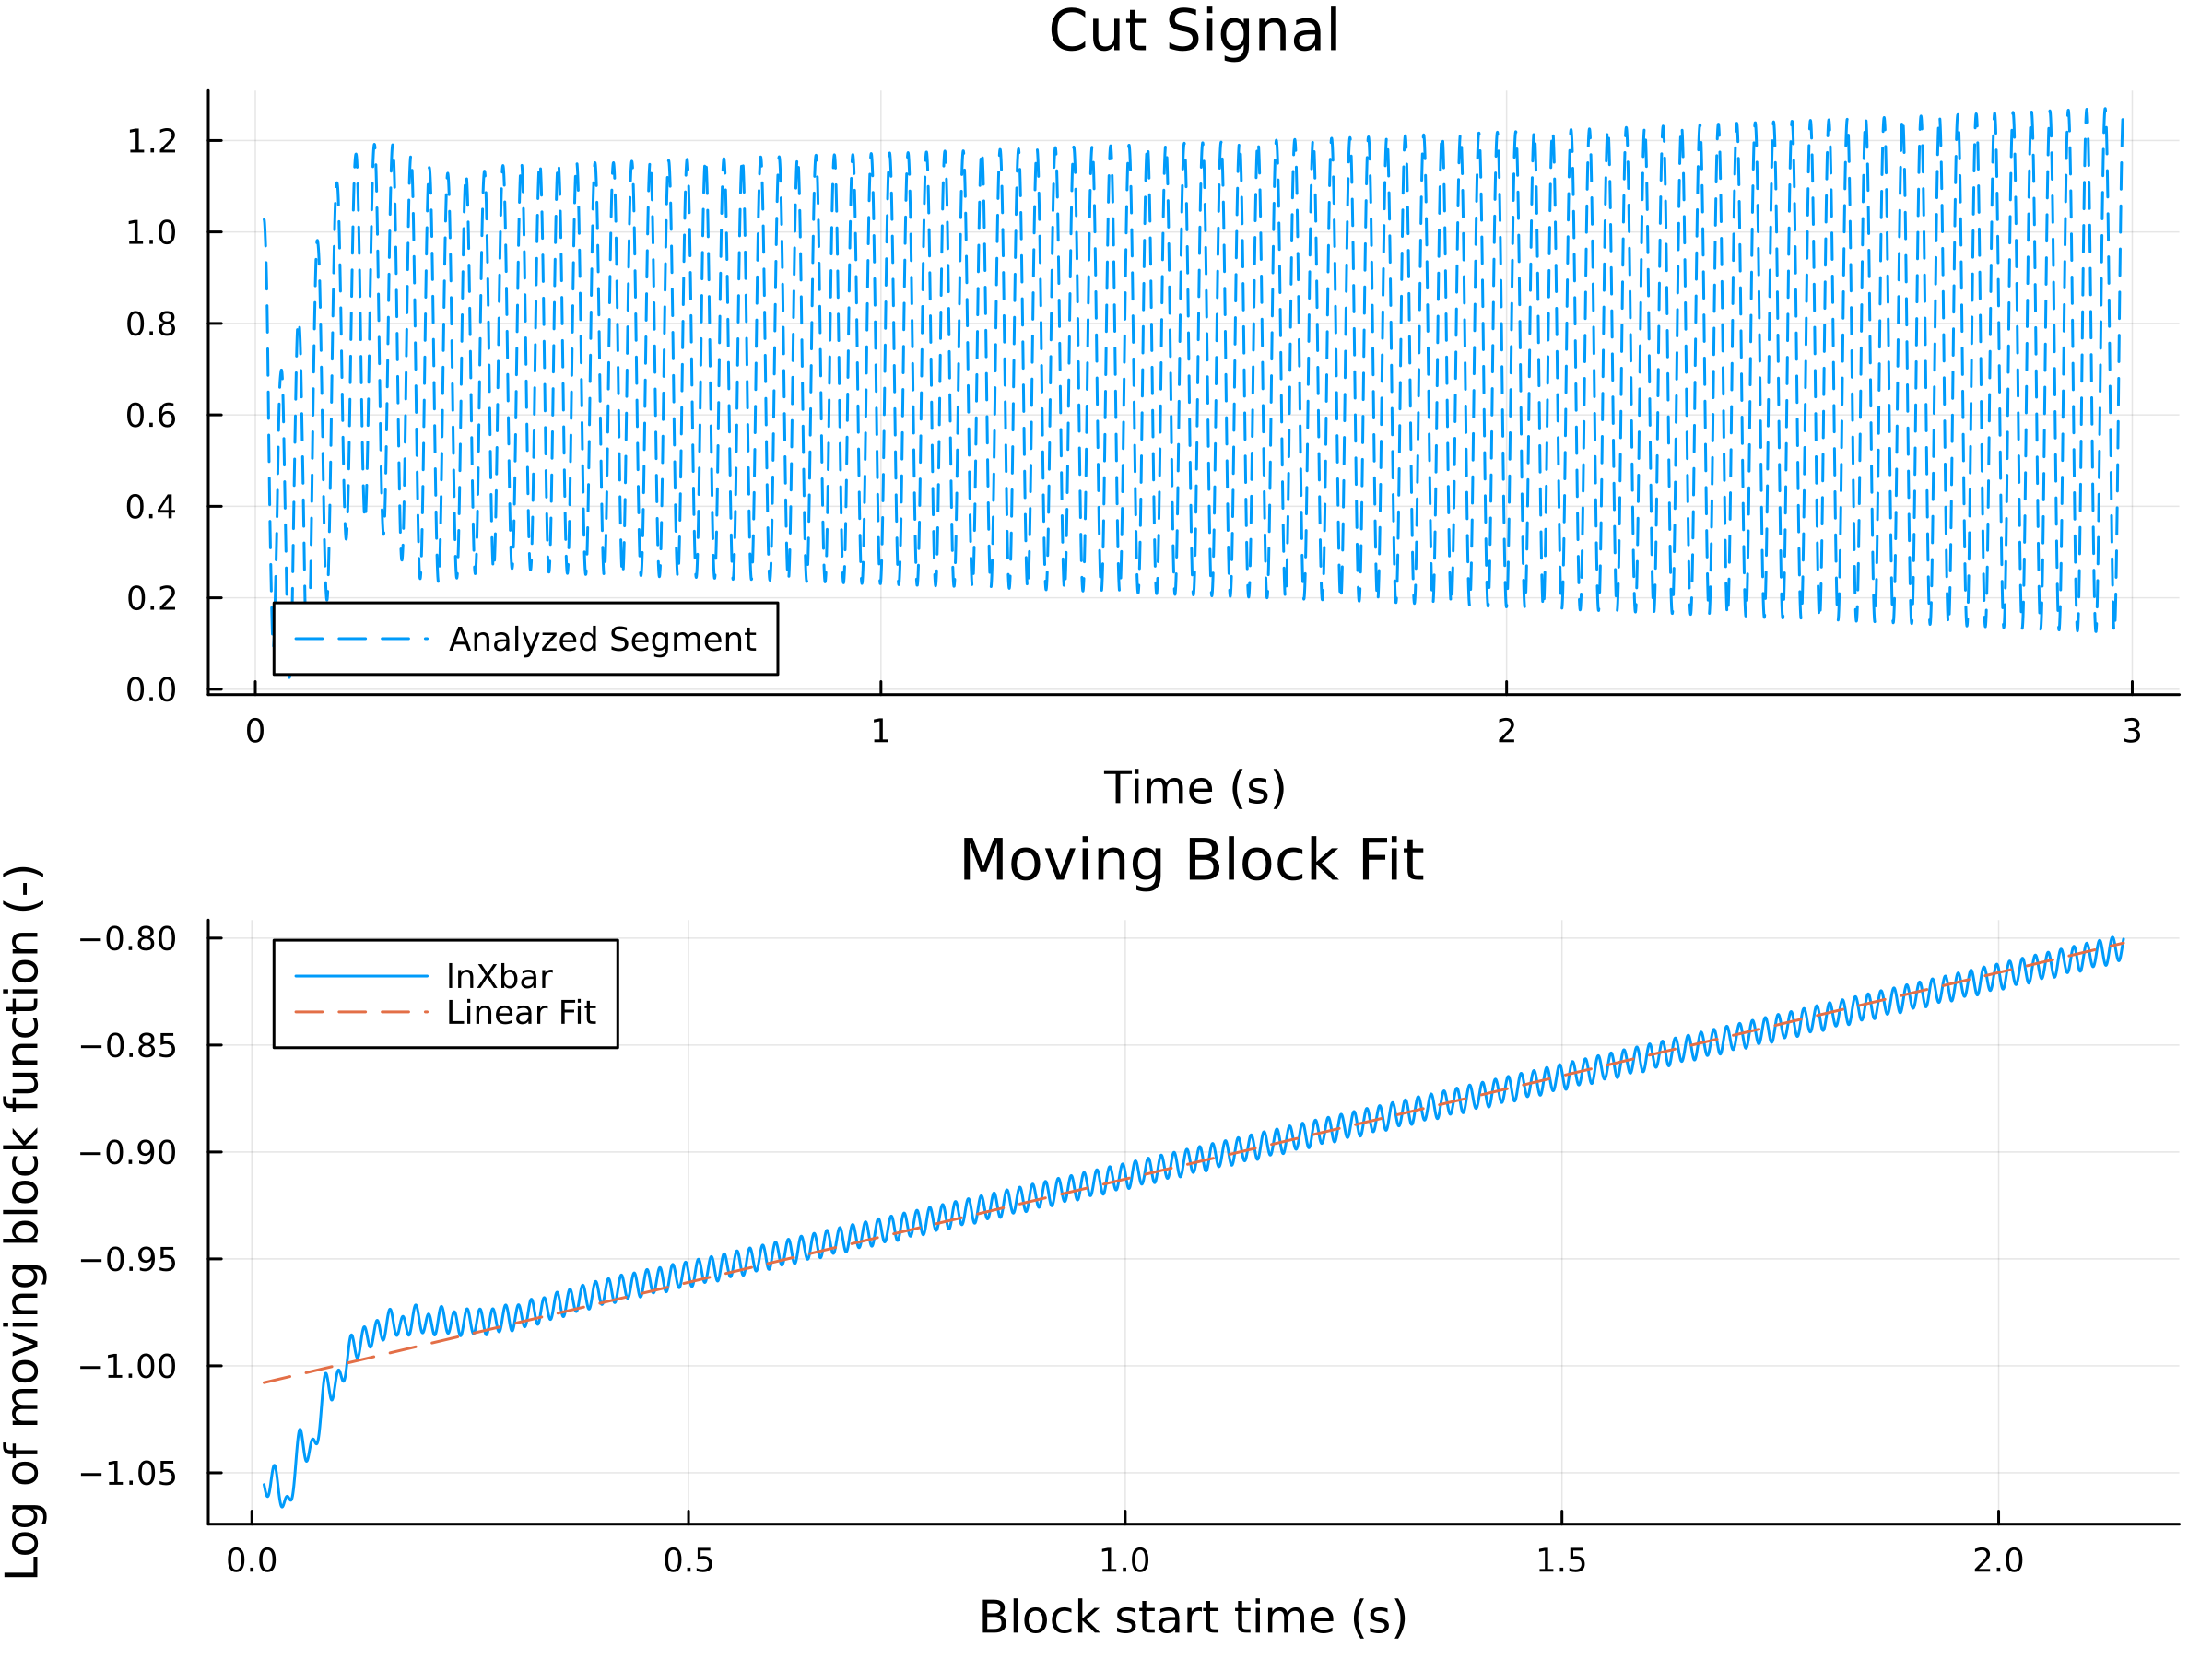 Cut Signal
1.2
1.0
0.8
0.6
0.4
0.2
0.0
Analyzed Segment
0 1 2 3
Time (s)
Moving Block Fit
Log of moving block function (-)
−0.80
−0.85
−0.90
−0.95
−1.00
−1.05
lnXbar
Linear Fit
0.0 0.5 1.0 1.5 2.0
Block start time (s)